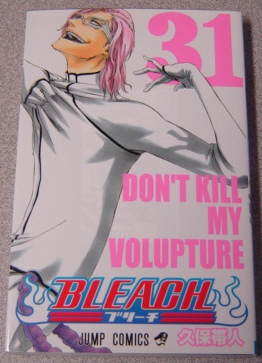 31
DON'T KILL
MY
VOLUPTURE
BLEACH
ブリーチ
JUMP COMICS
久保帯人